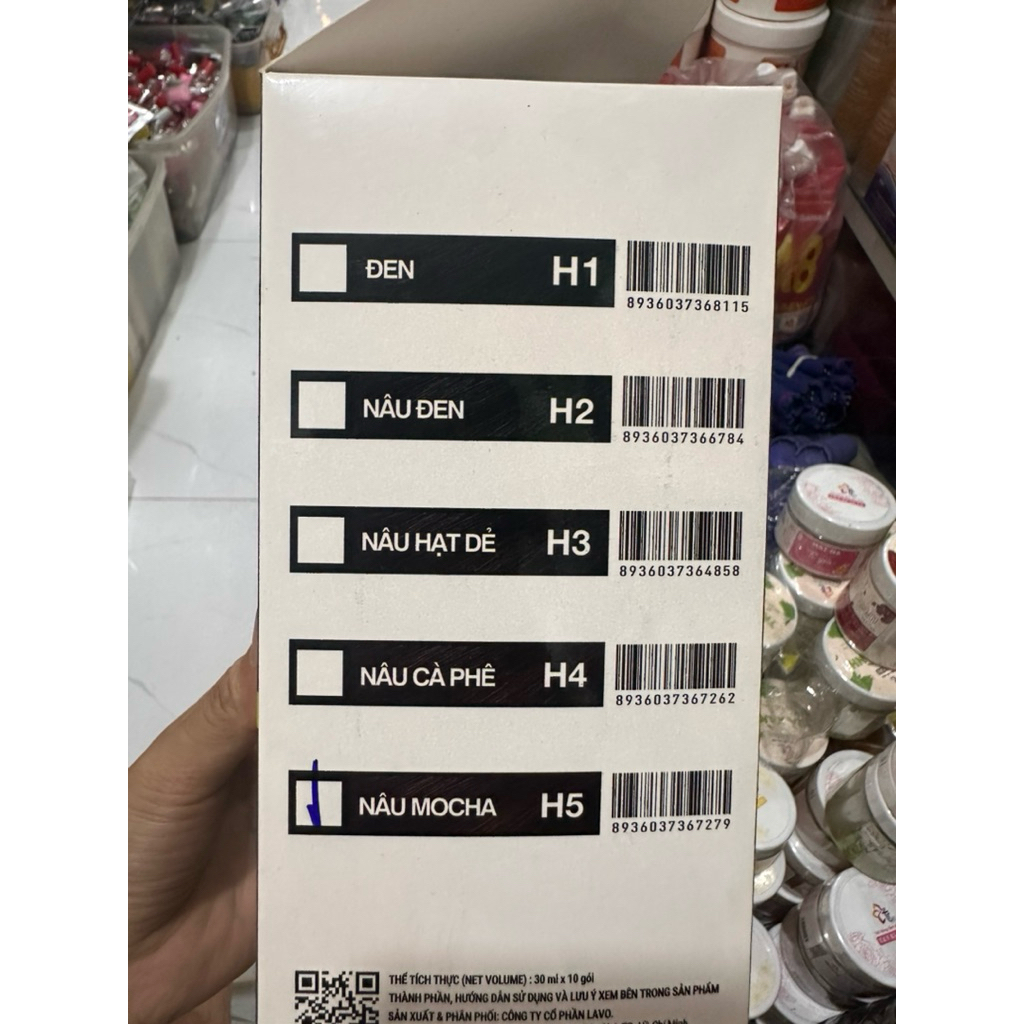 ĐEN H1
8936037368115
NÂU ĐEN H2
8936037366784
NÂU HẠT DẺ H3
8936037364858
NÂU CÀ PHÊ H4
8936037367262
NÂU MOCHA H5
8936037367279
THỂ TÍCH THỰC (NET VOLUME) : 30 ml x 10 gói
THÀNH PHẦN, HƯỚNG DẪN SỬ DỤNG VÀ LƯU Ý XEM BÊN TRONG SẢN PHẨM
SẢN XUẤT & PHÂN PHỐI: CÔNG TY CỔ PHẦN LAVO.